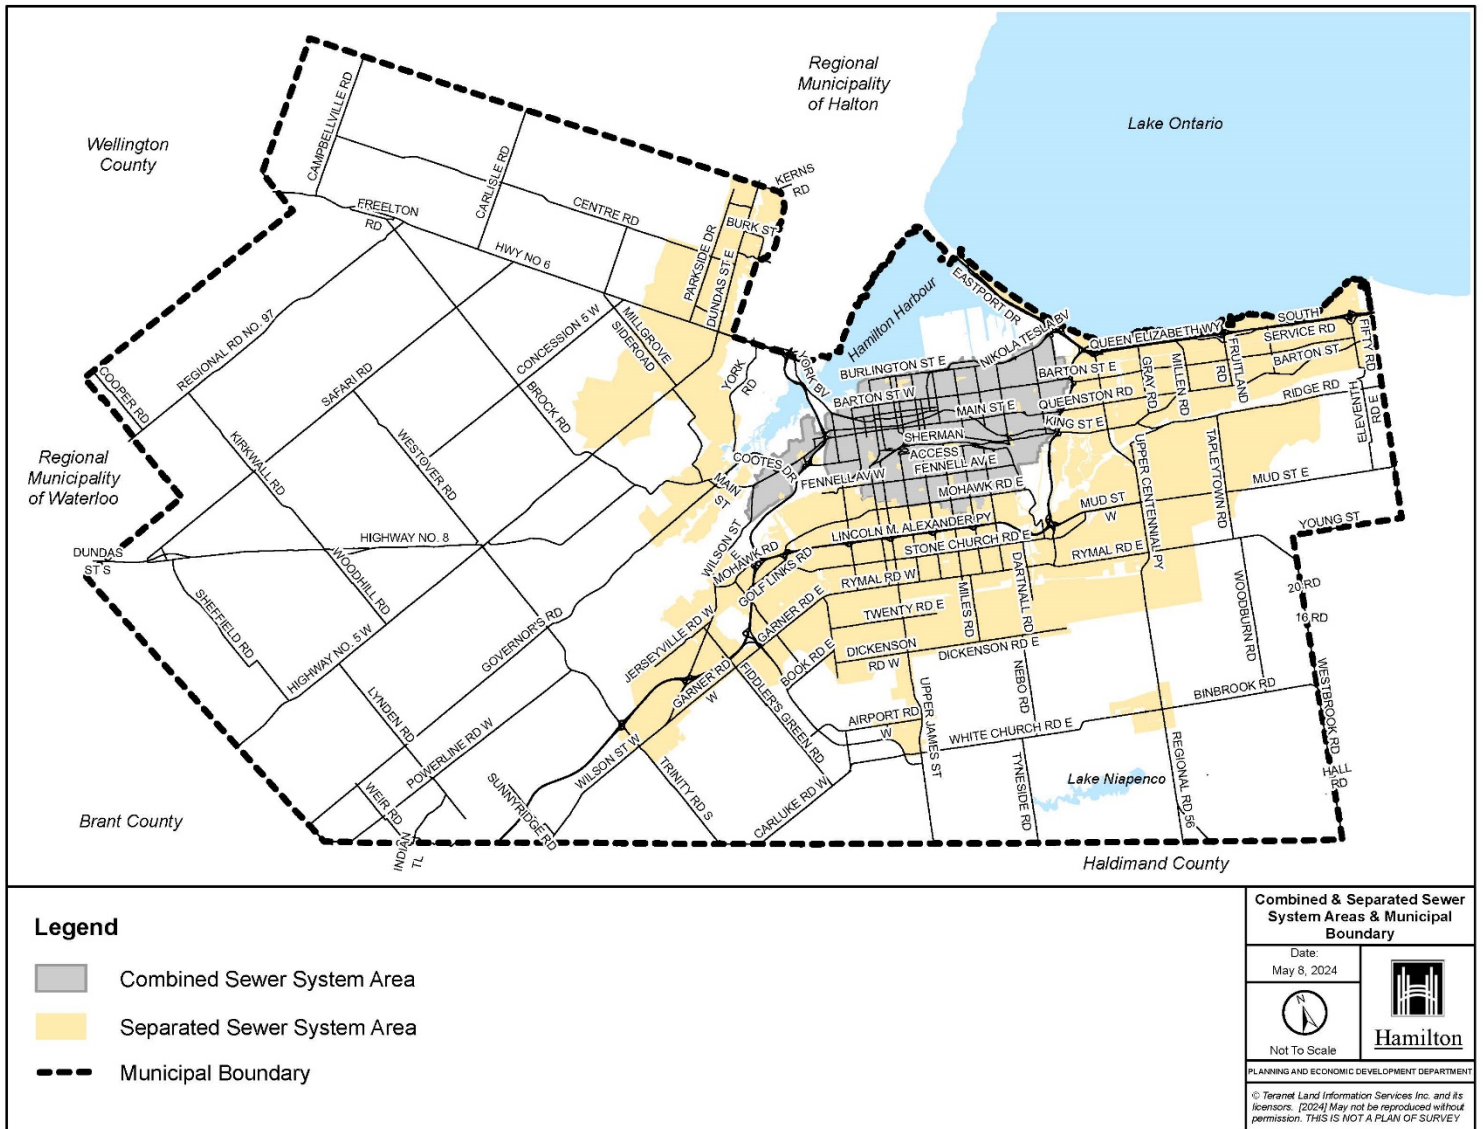 Regional
Municipality
of Halton
Lake Ontario
Wellington
County
CAMPBELLVILLE RD
CARLISLE RD
KERNS
RD
FREELTON
RD
CENTRE RD
BURK ST
PARKSIDE DR
DUNDAS ST E
HWY NO 6
EASTPORT DR
Hamilton Harbour
MILLGROVE
SIDEROAD
CONCESSION 5 W
REGIONAL RD NO. 97
SAFARI RD
COOPER RD
BROCK RD
YORK
RD
YORK BV
BURLINGTON ST E
NIKOLA TESLA BV
QUEEN ELIZABETH WY
SOUTH
SERVICE RD
BARTON ST
FIFTY RD
FRUITLAND
RD
MILLEN RD
GRAY RD
BARTON ST E
BARTON ST W
MAIN ST E
QUEENSTON RD
RIDGE RD
KING ST E
SHERMAN
ACCESS
ELEVENTH
RD E
KIRKWALL RD
WESTOVER RD
Regional
Municipality
of Waterloo
COOTES DR
MAIN
ST
FENNELL AV W
FENNELL AV E
MOHAWK RD E
UPPER CENTENNIAL PY
TAPLEYTOWN RD
MUD ST E
MUD ST
W
YOUNG ST
LINCOLN M. ALEXANDER PY
STONE CHURCH RD E
WILSON ST
E
MOHAWK RD
GOLF LINKS RD
RYMAL RD E
RYMAL RD W
HIGHWAY NO. 8
DUNDAS
ST S
WOODHILL RD
SHEFFIELD RD
GARNER RD E
TWENTY RD E
MILES RD
DARTNALL RD
WOODBURN RD
20 RD
16 RD
JERSEYVILLE RD W
GOVERNOR'S RD
HIGHWAY NO. 5 W
BOOK RD E
DICKENSON
RD W
DICKENSON RD E
NEBO RD
GARNER RD
W
FIDDLER'S GREEN RD
LYNDEN RD
POWERLINE RD W
WILSON ST W
AIRPORT RD
W
UPPER JAMES ST
WHITE CHURCH RD E
BINBROOK RD
WESTBROOK RD
REGIONAL RD 56
TYNESIDE RD
Lake Niapenco
HALL
RD
TRINITY RD S
CARLUKE RD W
SUNNYRIDGE RD
WEIR RD
INDIAN
TL
Brant County
Haldimand County
Legend
Combined Sewer System Area
Separated Sewer System Area
Municipal Boundary
Combined & Separated Sewer
System Areas & Municipal
Boundary
Date:
May 8, 2024
N
Not To Scale
Hamilton
PLANNING AND ECONOMIC DEVELOPMENT DEPARTMENT
© Teranet Land Information Services Inc. and its
licensors. [2024] May not be reproduced without
permission. THIS IS NOT A PLAN OF SURVEY